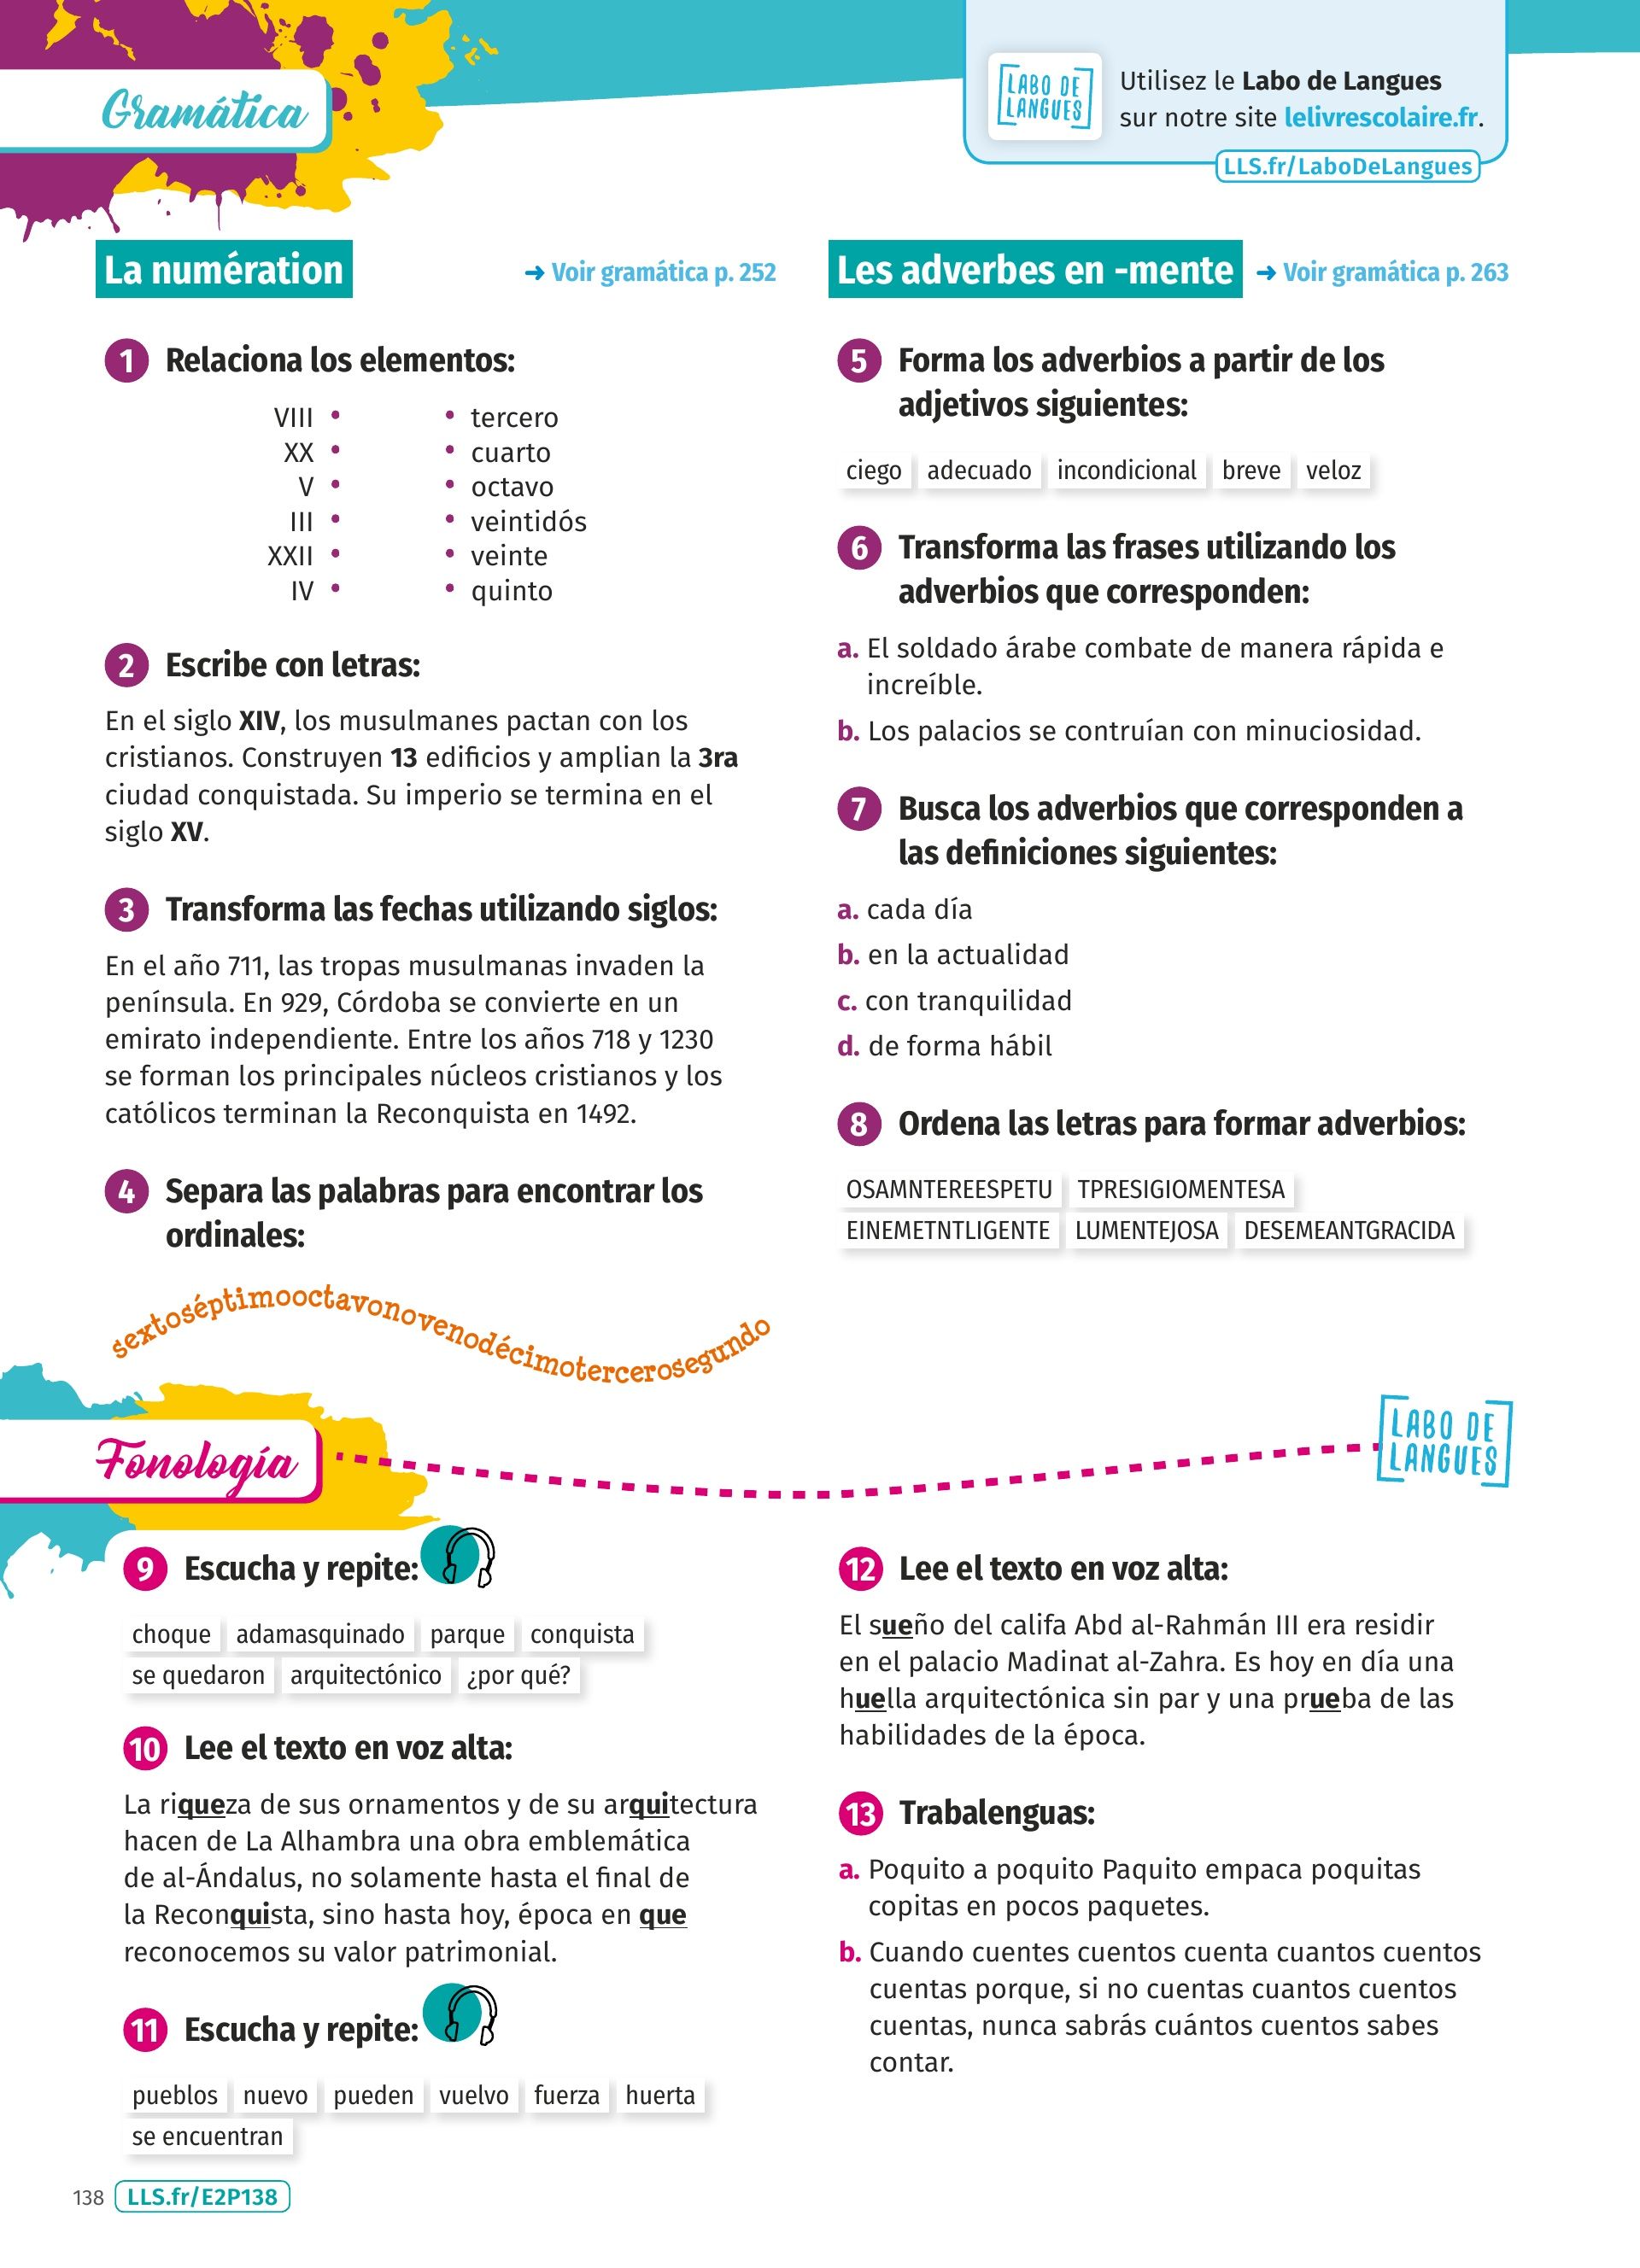 Gramática
LABO DE
LANGUES
Utilisez le Labo de Langues
sur notre site lelivrescolaire.fr.
LLS.fr/LaboDeLangues
La numération
➜ Voir gramática p. 252
1 Relaciona los elementos:
VIII • • tercero
XX • • cuarto
V • • octavo
III • • veintidós
XXII • • veinte
IV • • quinto
2 Escribe con letras:
En el siglo XIV, los musulmanes pactan con los
cristianos. Construyen 13 edificios y amplian la 3ra
ciudad conquistada. Su imperio se termina en el
siglo XV.
3 Transforma las fechas utilizando siglos:
En el año 711, las tropas musulmanas invaden la
península. En 929, Córdoba se convierte en un
emirato independiente. Entre los años 718 y 1230
se forman los principales núcleos cristianos y los
católicos terminan la Reconquista en 1492.
4 Separa las palabras para encontrar los
ordinales:
sextoséptimooctavonovenodécimotercerosegundo
Les adverbes en -mente
➜ Voir gramática p. 263
5 Forma los adverbios a partir de los
adjetivos siguientes:
ciego adecuado incondicional breve veloz
6 Transforma las frases utilizando los
adverbios que corresponden:
a. El soldado árabe combate de manera rápida e
increíble.
b. Los palacios se contruían con minuciosidad.
7 Busca los adverbios que corresponden a
las definiciones siguientes:
a. cada día
b. en la actualidad
c. con tranquilidad
d. de forma hábil
8 Ordena las letras para formar adverbios:
OSAMNTEREESPETU TPRESIGIOMENTESA
EINEMETNTLIGENTE LUMENTEJOSA DESEMEANTGRACIDA
Fonología
LABO DE
LANGUES
9 Escucha y repite:
choque adamasquinado parque conquista
se quedaron arquitectónico ¿por qué?
10 Lee el texto en voz alta:
La riqueza de sus ornamentos y de su arquitectura
hacen de La Alhambra una obra emblemática
de al-Ándalus, no solamente hasta el final de
la Reconquista, sino hasta hoy, época en que
reconocemos su valor patrimonial.
11 Escucha y repite:
pueblos nuevo pueden vuelvo fuerza huerta
se encuentran
12 Lee el texto en voz alta:
El sueño del califa Abd al-Rahmán III era residir
en el palacio Madinat al-Zahra. Es hoy en día una
huella arquitectónica sin par y una prueba de las
habilidades de la época.
13 Trabalenguas:
a. Poquito a poquito Paquito empaca poquitas
copitas en pocos paquetes.
b. Cuando cuentes cuentos cuenta cuantos cuentos
cuentas porque, si no cuentas cuantos cuentos
cuentas, nunca sabrás cuántos cuentos sabes
contar.
138 LLS.fr/E2P138